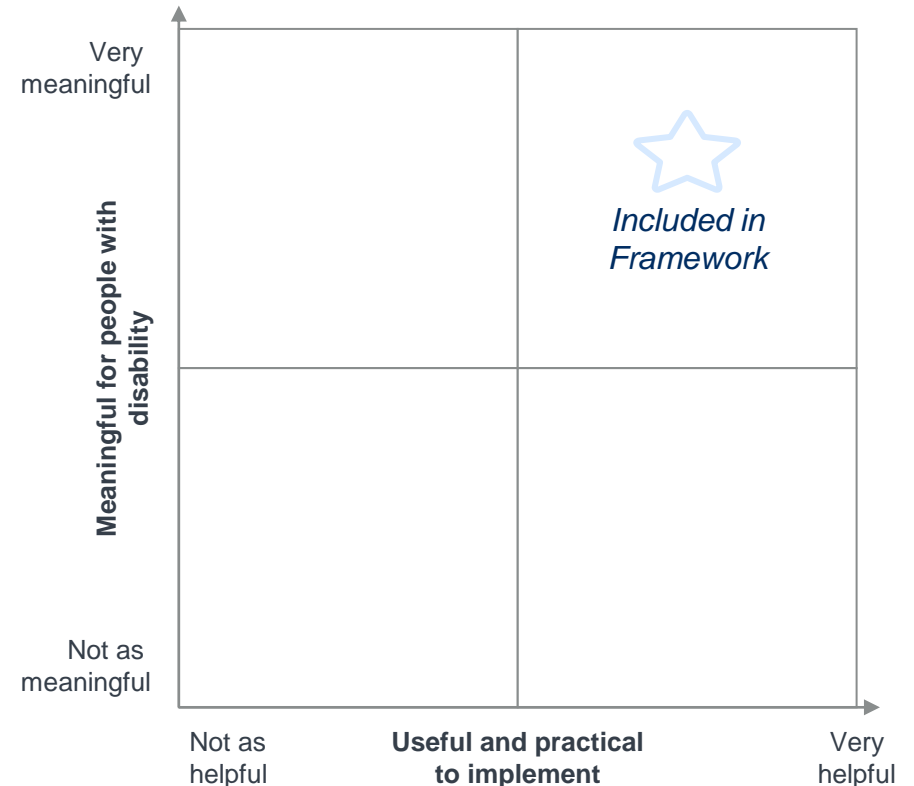 Very
meaningful
Included in
Framework
Meaningful for people with
disability
Not as
meaningful
Not as
helpful
Useful and practical
to implement
Very
helpful